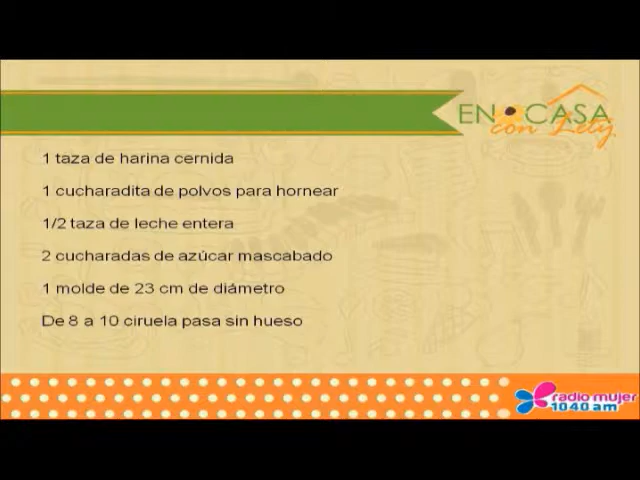 EN CASA
con Lety
1 taza de harina cernida
1 cucharadita de polvos para hornear
1/2 taza de leche entera
2 cucharadas de azúcar mascabado
1 molde de 23 cm de diámetro
De 8 a 10 ciruela pasa sin hueso
radio mujer
1040 am